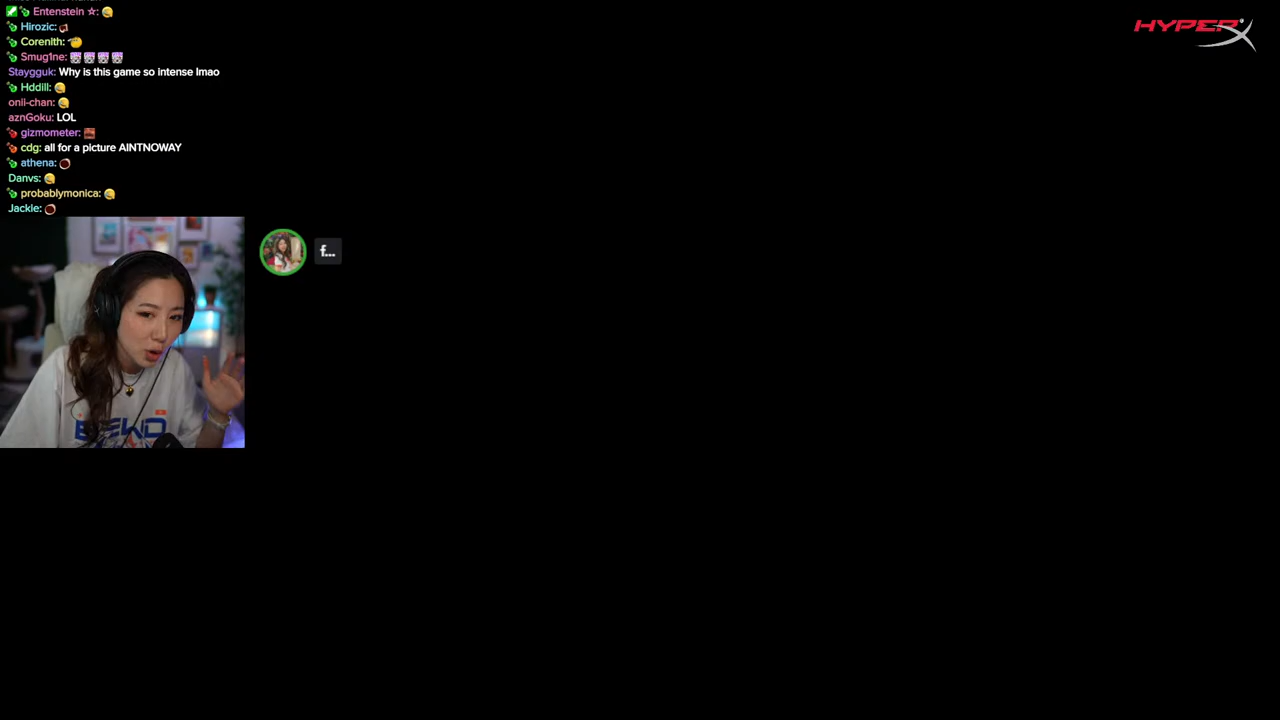 Entenstein ☆:
Hirozic:
Corenith:
Smug1ne:
Staygguk: Why is this game so intense lmao
Hddill:
onii-chan:
aznGoku: LOL
gizmometer:
cdg: all for a picture AINTNOWAY
athena:
Danvs:
probablymonica:
Jackie:
HYPERX
f...